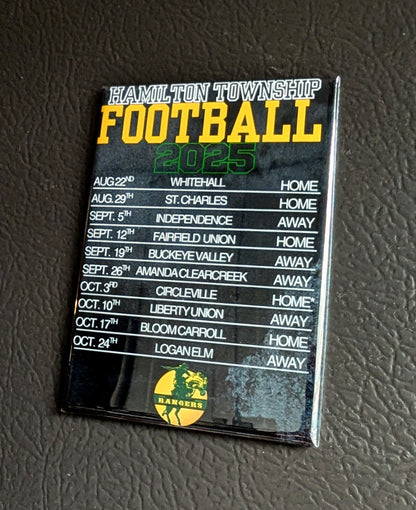 HAMILTON TOWNSHIP
FOOTBALL
2025
AUG 22ND WHITEHALL HOME
AUG. 29TH ST. CHARLES HOME
SEPT. 5TH INDEPENDENCE AWAY
SEPT. 12TH FAIRFIELD UNION HOME
SEPT. 19TH BUCKEYE VALLEY AWAY
SEPT. 26TH AMANDA CLEARCREEK AWAY
OCT. 3RD CIRCLEVILLE HOME*
OCT. 10TH LIBERTY UNION AWAY
OCT. 17TH BLOOM CARROLL HOME
OCT. 24TH LOGAN ELM AWAY
RANGERS